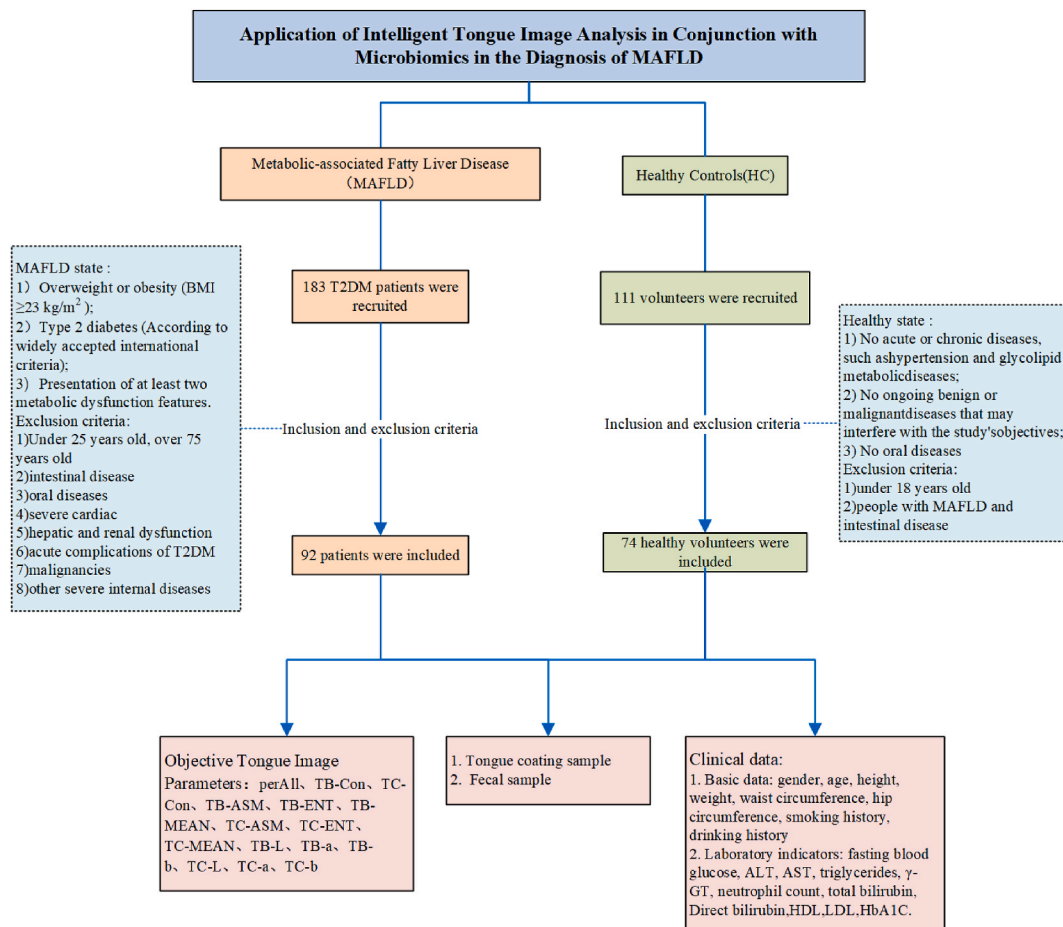 Application of Intelligent Tongue Image Analysis in Conjunction with
Microbiomics in the Diagnosis of MAFLD
Metabolic-associated Fatty Liver Disease
（MAFLD）
Healthy Controls(HC)
MAFLD state :
1）Overweight or obesity (BMI
≥23 kg/m² );
2）Type 2 diabetes (According to
widely accepted international
criteria);
3）Presentation of at least two
metabolic dysfunction features.
Exclusion criteria:
1)Under 25 years old, over 75
years old
2)intestinal disease
3)oral diseases
4)severe cardiac
5)hepatic and renal dysfunction
6)acute complications of T2DM
7)malignancies
8)other severe internal diseases
183 T2DM patients were
recruited
111 volunteers were recruited
Healthy state :
1) No acute or chronic diseases,
such ashypertension and glycolipid
metabolicdiseases;
2) No ongoing benign or
malignantdiseases that may
interfere with the study'sobjectives;
3) No oral diseases
Exclusion criteria:
1)under 18 years old
2)people with MAFLD and
intestinal disease
Inclusion and exclusion criteria
Inclusion and exclusion criteria
92 patients were included
74 healthy volunteers were
included
Objective Tongue Image
Parameters：perAll、TB-Con、TC-
Con、TB-ASM、TB-ENT、TB-
MEAN、TC-ASM、TC-ENT、
TC-MEAN、TB-L、TB-a、TB-
b、TC-L、TC-a、TC-b
1. Tongue coating sample
2. Fecal sample
Clinical data:
1. Basic data: gender, age, height,
weight, waist circumference, hip
circumference, smoking history,
drinking history
2. Laboratory indicators: fasting blood
glucose, ALT, AST, triglycerides, γ-
GT, neutrophil count, total bilirubin,
Direct bilirubin,HDL,LDL,HbA1C.